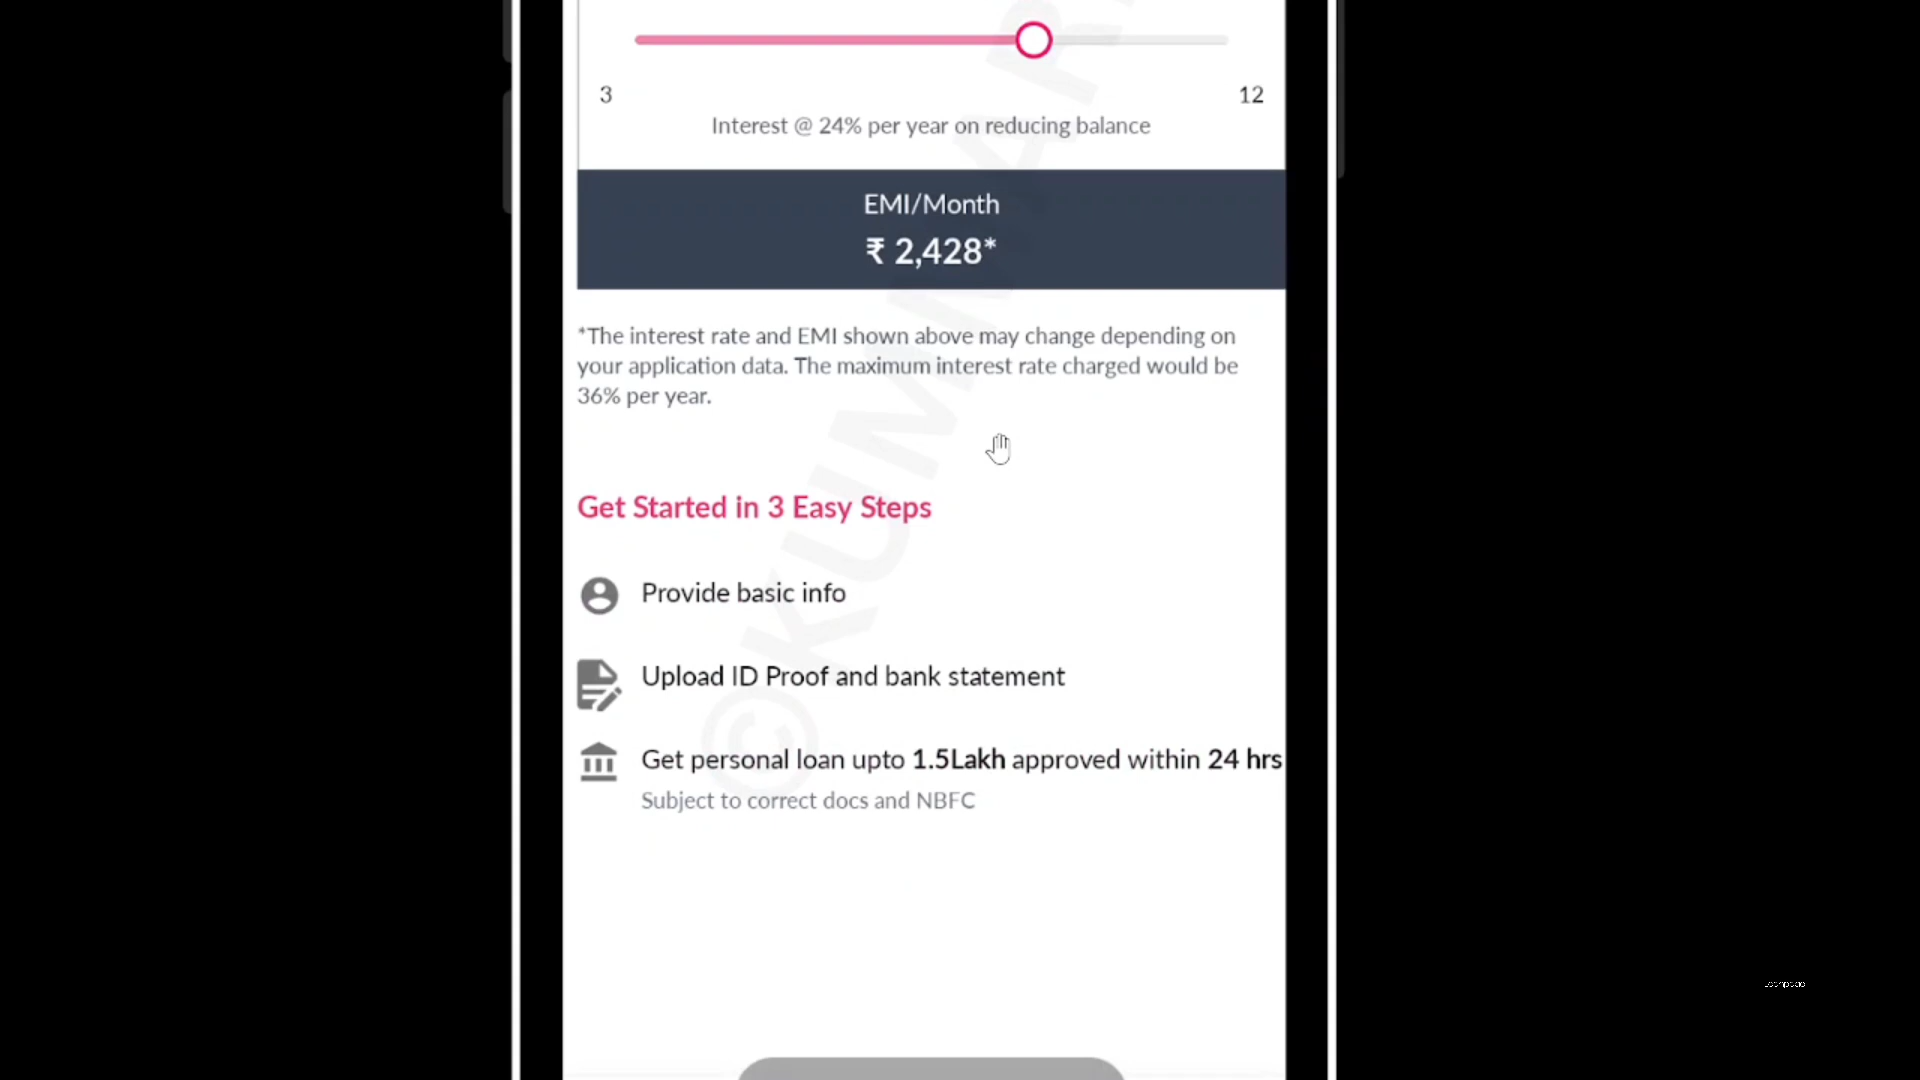 3
12
Interest @ 24% per year on reducing balance
EMI/Month
₹ 2,428*
*The interest rate and EMI shown above may change depending on
your application data. The maximum interest rate charged would be
36% per year.
Get Started in 3 Easy Steps
Provide basic info
Upload ID Proof and bank statement
Get personal loan upto 1.5Lakh approved within 24 hrs
Subject to correct docs and NBFC